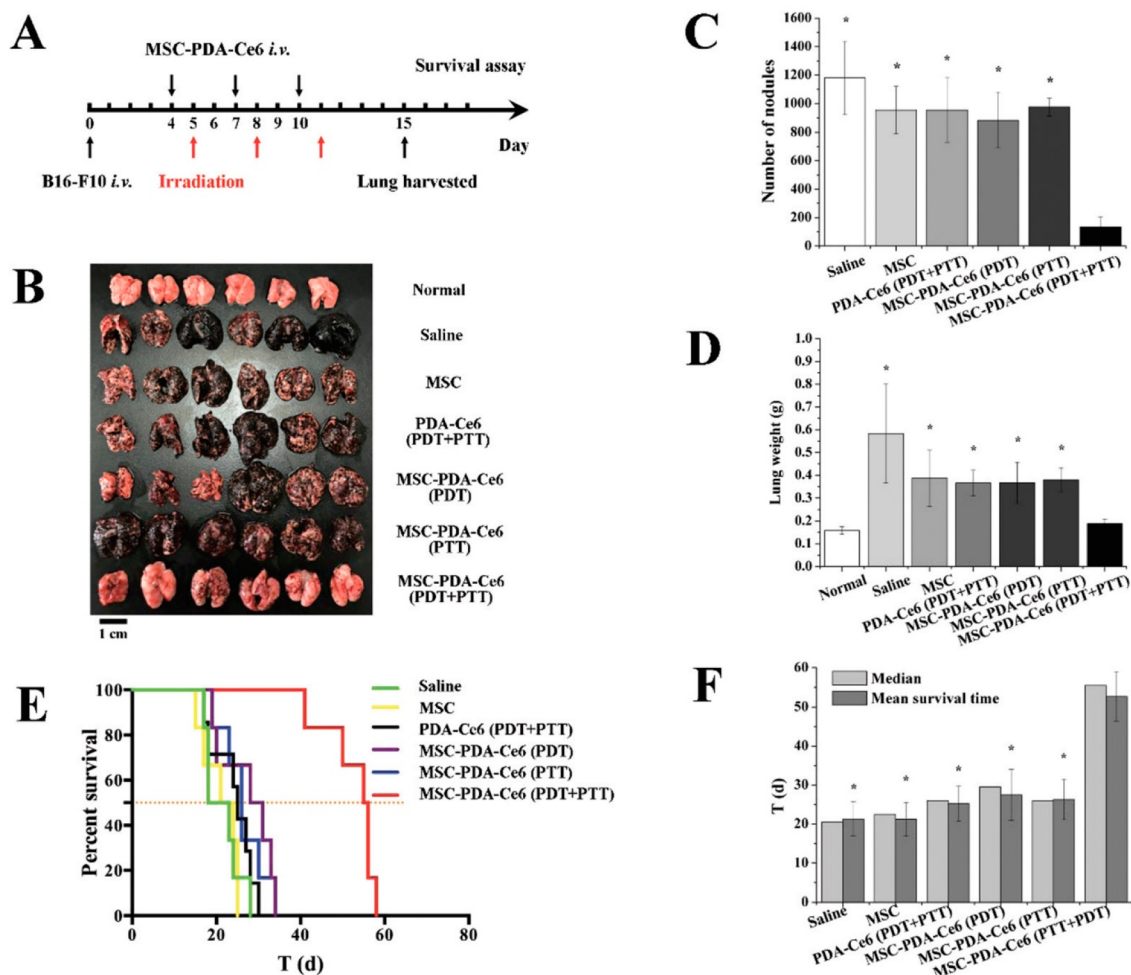 A
MSC-PDA-Ce6 i.v.
Survival assay
0 4 5 6 7 8 9 10 15
Day
B16-F10 i.v. Irradiation Lung harvested
B
Normal
Saline
MSC
PDA-Ce6
(PDT+PTT)
MSC-PDA-Ce6
(PDT)
MSC-PDA-Ce6
(PTT)
MSC-PDA-Ce6
(PDT+PTT)
1 cm
C
Number of nodules
1600
1400
1200
1000
800
600
400
200
0
* * * * *
Saline
MSC
PDA-Ce6 (PDT+PTT)
MSC-PDA-Ce6 (PDT)
MSC-PDA-Ce6 (PTT)
MSC-PDA-Ce6 (PDT+PTT)
D
Lung weight (g)
1.0
0.9
0.8
0.7
0.6
0.5
0.4
0.3
0.2
0.1
0.0
* * * * *
Normal
Saline
MSC
PDA-Ce6 (PDT+PTT)
MSC-PDA-Ce6 (PDT)
MSC-PDA-Ce6 (PTT)
MSC-PDA-Ce6 (PDT+PTT)
E
Percent survival
100
80
60
40
20
0
0 20 40 60 80
T (d)
Saline
MSC
PDA-Ce6 (PDT+PTT)
MSC-PDA-Ce6 (PDT)
MSC-PDA-Ce6 (PTT)
MSC-PDA-Ce6 (PDT+PTT)
F
T (d)
60
50
40
30
20
10
0
Median
Mean survival time
* * * * *
Saline
MSC
PDA-Ce6 (PDT+PTT)
MSC-PDA-Ce6 (PDT)
MSC-PDA-Ce6 (PTT)
MSC-PDA-Ce6 (PTT+PDT)